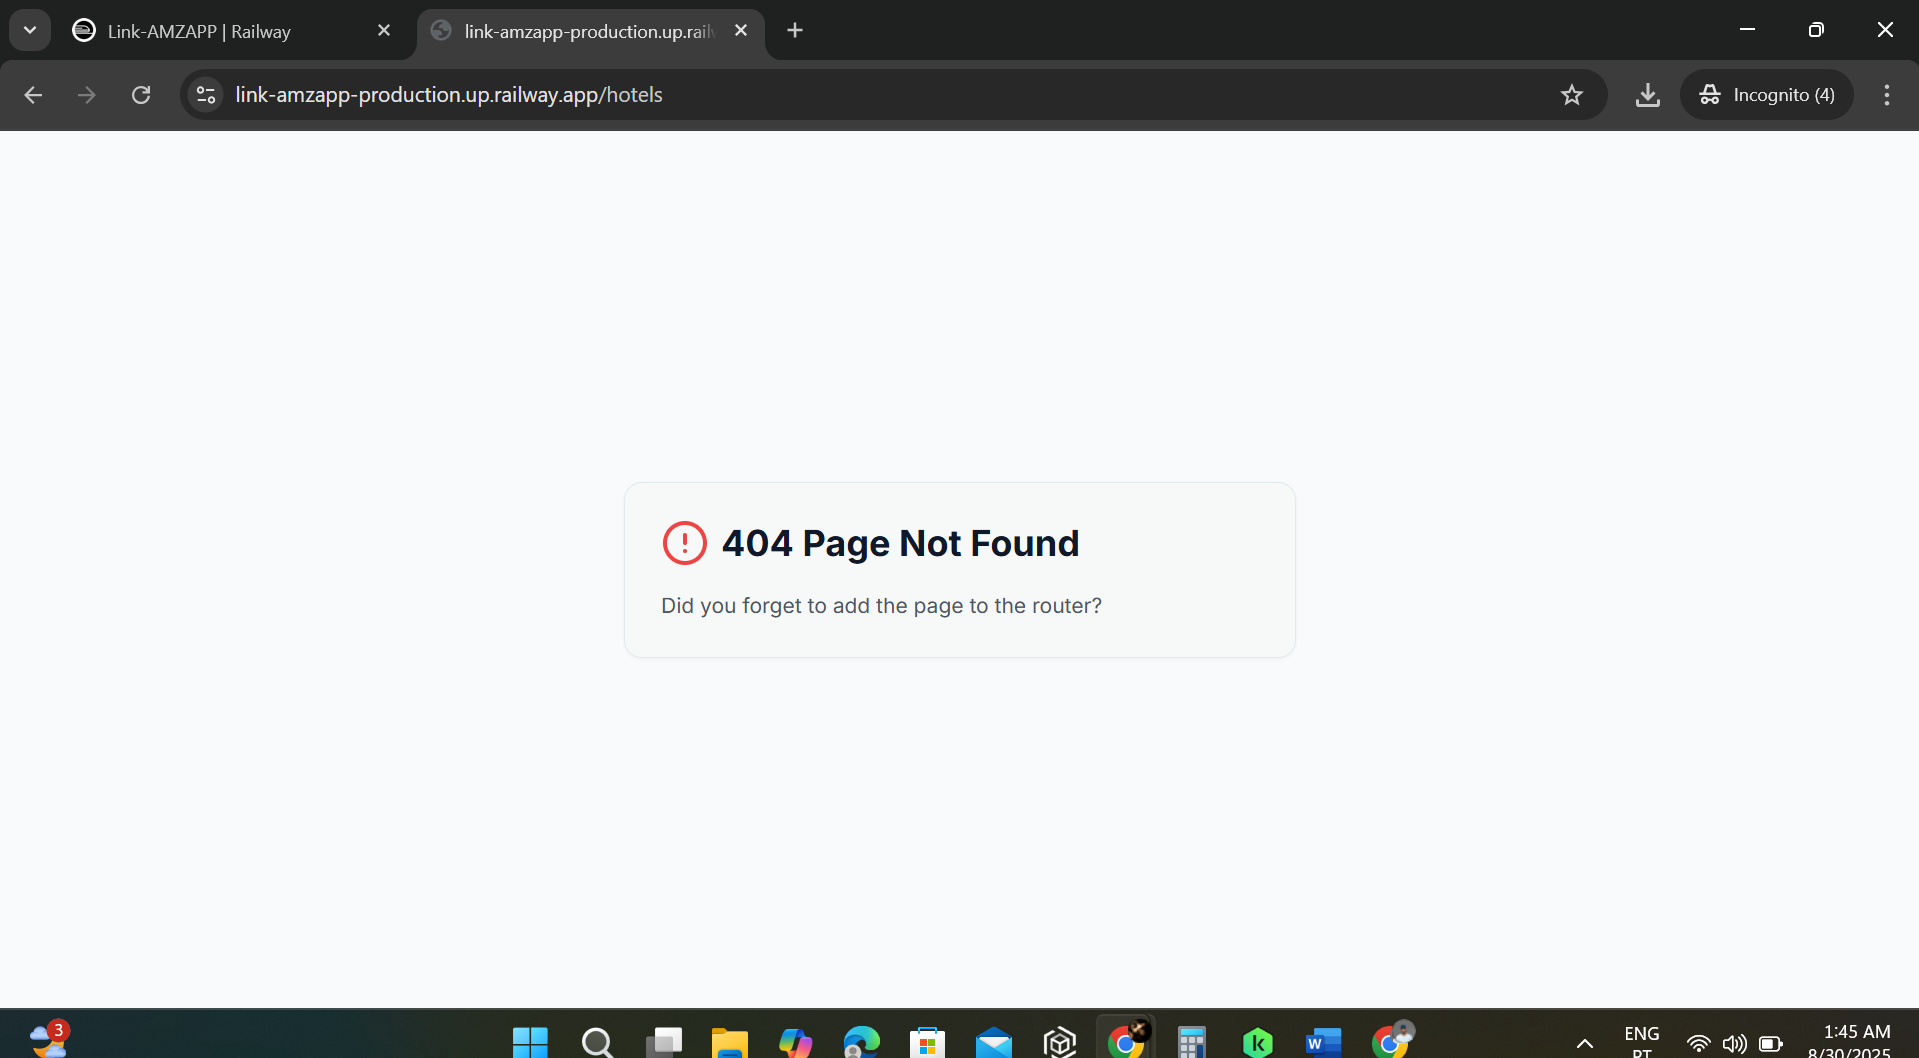 Link-AMZAPP | Railway
link-amzapp-production.up.rail
link-amzapp-production.up.railway.app/hotels
Incognito (4)
404 Page Not Found
Did you forget to add the page to the router?
3
k
W
ENG
PT
1:45 AM
8/30/2025